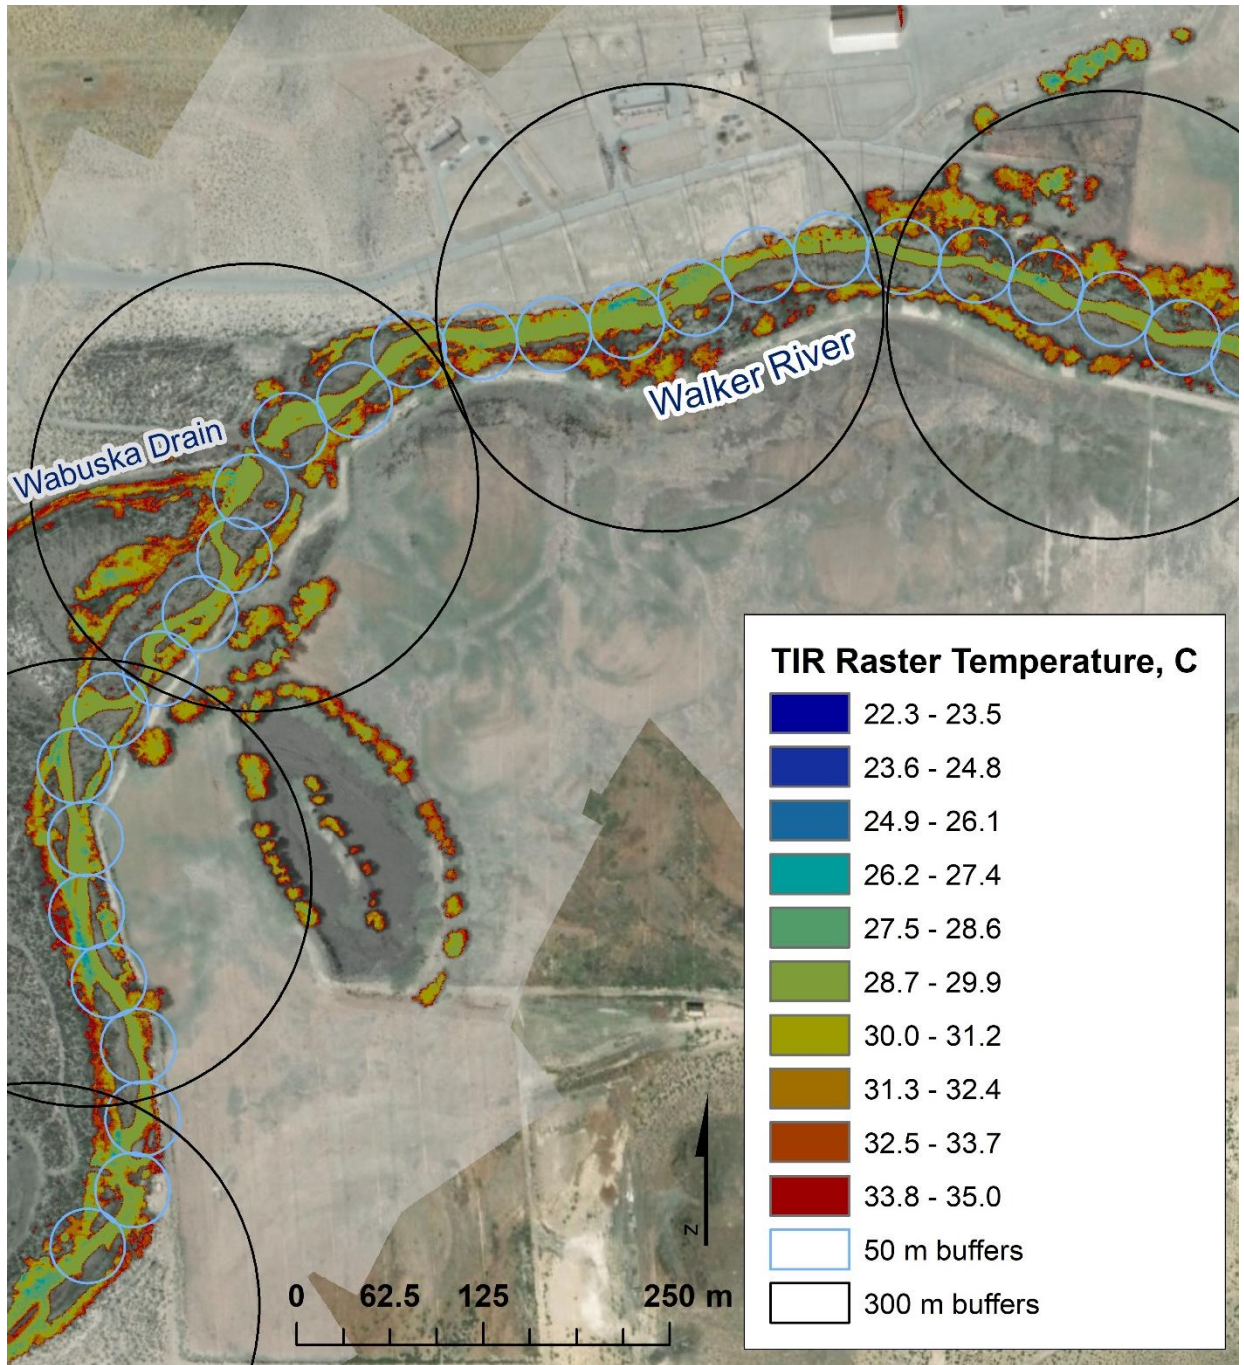 Wabuska Drain
Walker River
TIR Raster Temperature, C
22.3 - 23.5
23.6 - 24.8
24.9 - 26.1
26.2 - 27.4
27.5 - 28.6
28.7 - 29.9
30.0 - 31.2
31.3 - 32.4
32.5 - 33.7
33.8 - 35.0
50 m buffers
300 m buffers
N
0 62.5 125 250 m